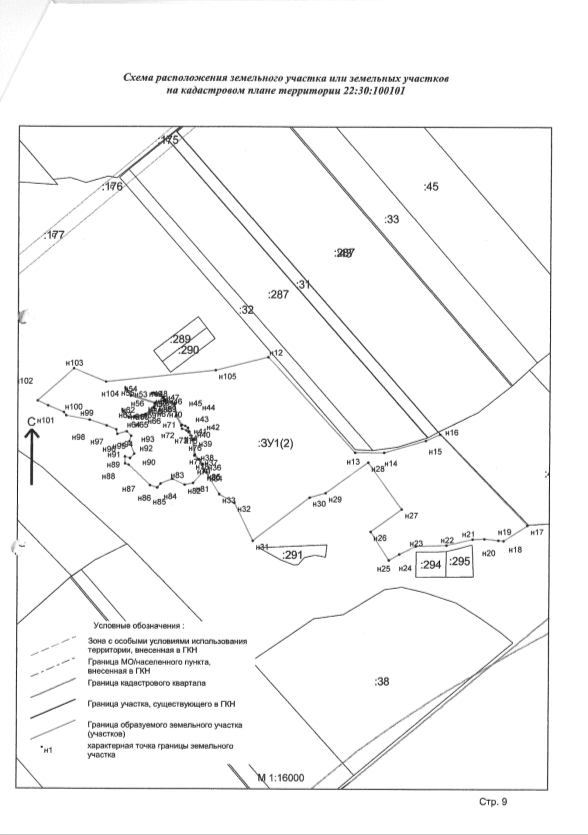 Схема расположения земельного участка или земельных участков
на кадастровом плане территории 22:30:100101
:175
:176
:45
:33
:177
:287
:31
:287
:32
:289
:290
н12
н103
н105
102
н104
н54
н53
н56
н45
н44
н100
н43
С
н101
н99
н42
н71
н98
н97
н93
н72
:ЗУ1(2)
н16
н15
н92
н91
н13
н14
н89
н90
н28
н88
н83
н87
н84
н81
н86
н85
н29
н33
н30
н32
н27
н17
н26
н31
н21
н19
н22
н20
н18
н23
:291
н25
н24
:294
:295
:38
Условные обозначения :
Зона с особыми условиями использования
территории, внесенная в ГКН
Граница МО/населенного пункта,
внесенная в ГКН
Граница кадастрового квартала
Граница участка, существующего в ГКН
Граница образуемого земельного участка
(участков)
н1
характерная точка границы земельного
участка
М 1:16000
Стр. 9